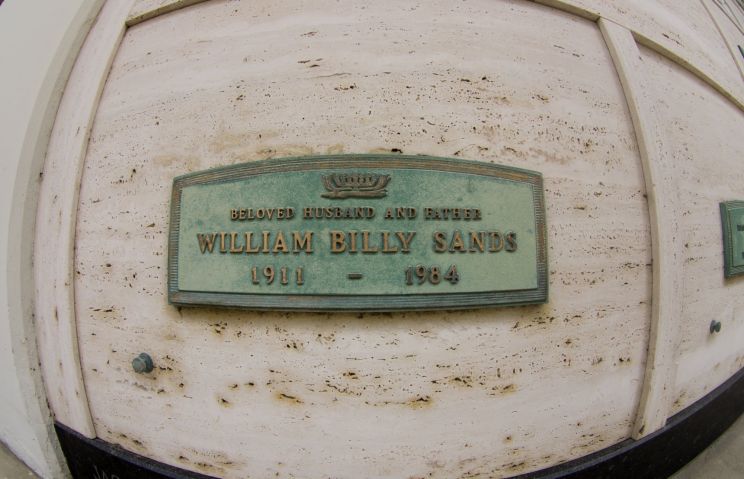 BELOVED HUSBAND AND FATHER
WILLIAM BILLY SANDS
1911 – 1984